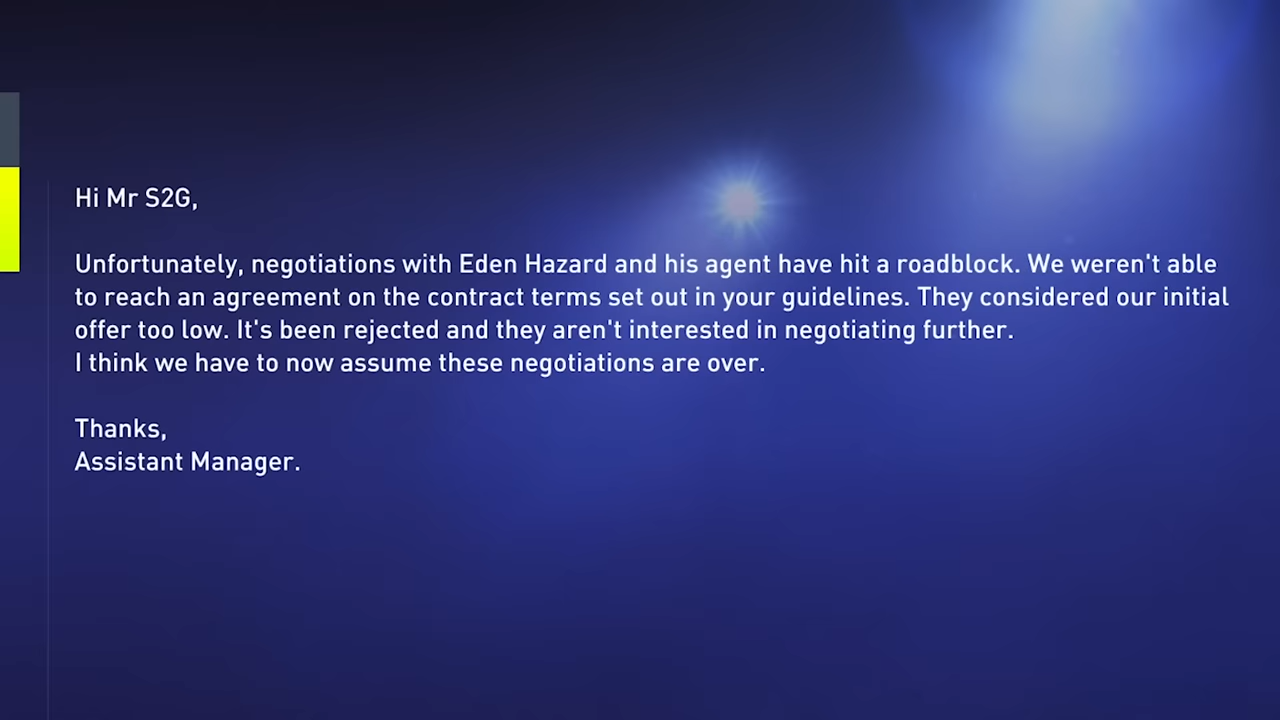 Hi Mr S2G,
Unfortunately, negotiations with Eden Hazard and his agent have hit a roadblock. We weren't able
to reach an agreement on the contract terms set out in your guidelines. They considered our initial
offer too low. It's been rejected and they aren't interested in negotiating further.
I think we have to now assume these negotiations are over.
Thanks,
Assistant Manager.